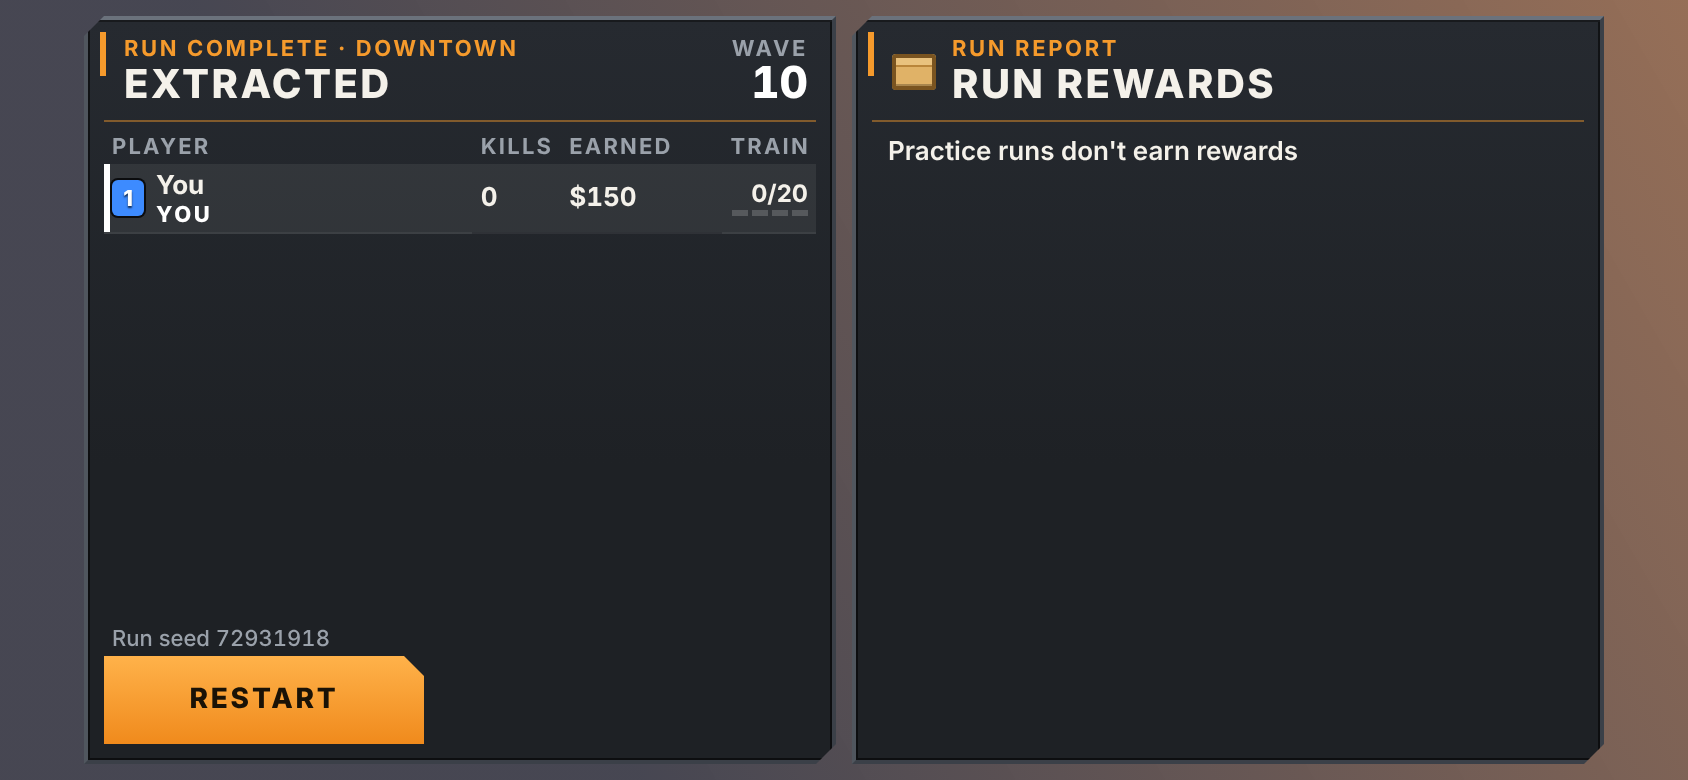 RUN COMPLETE · DOWNTOWN
EXTRACTED
WAVE
10
PLAYER KILLS EARNED TRAIN
1 You 0 $150 0/20
YOU
Run seed 72931918
RESTART
RUN REPORT
RUN REWARDS
Practice runs don't earn rewards